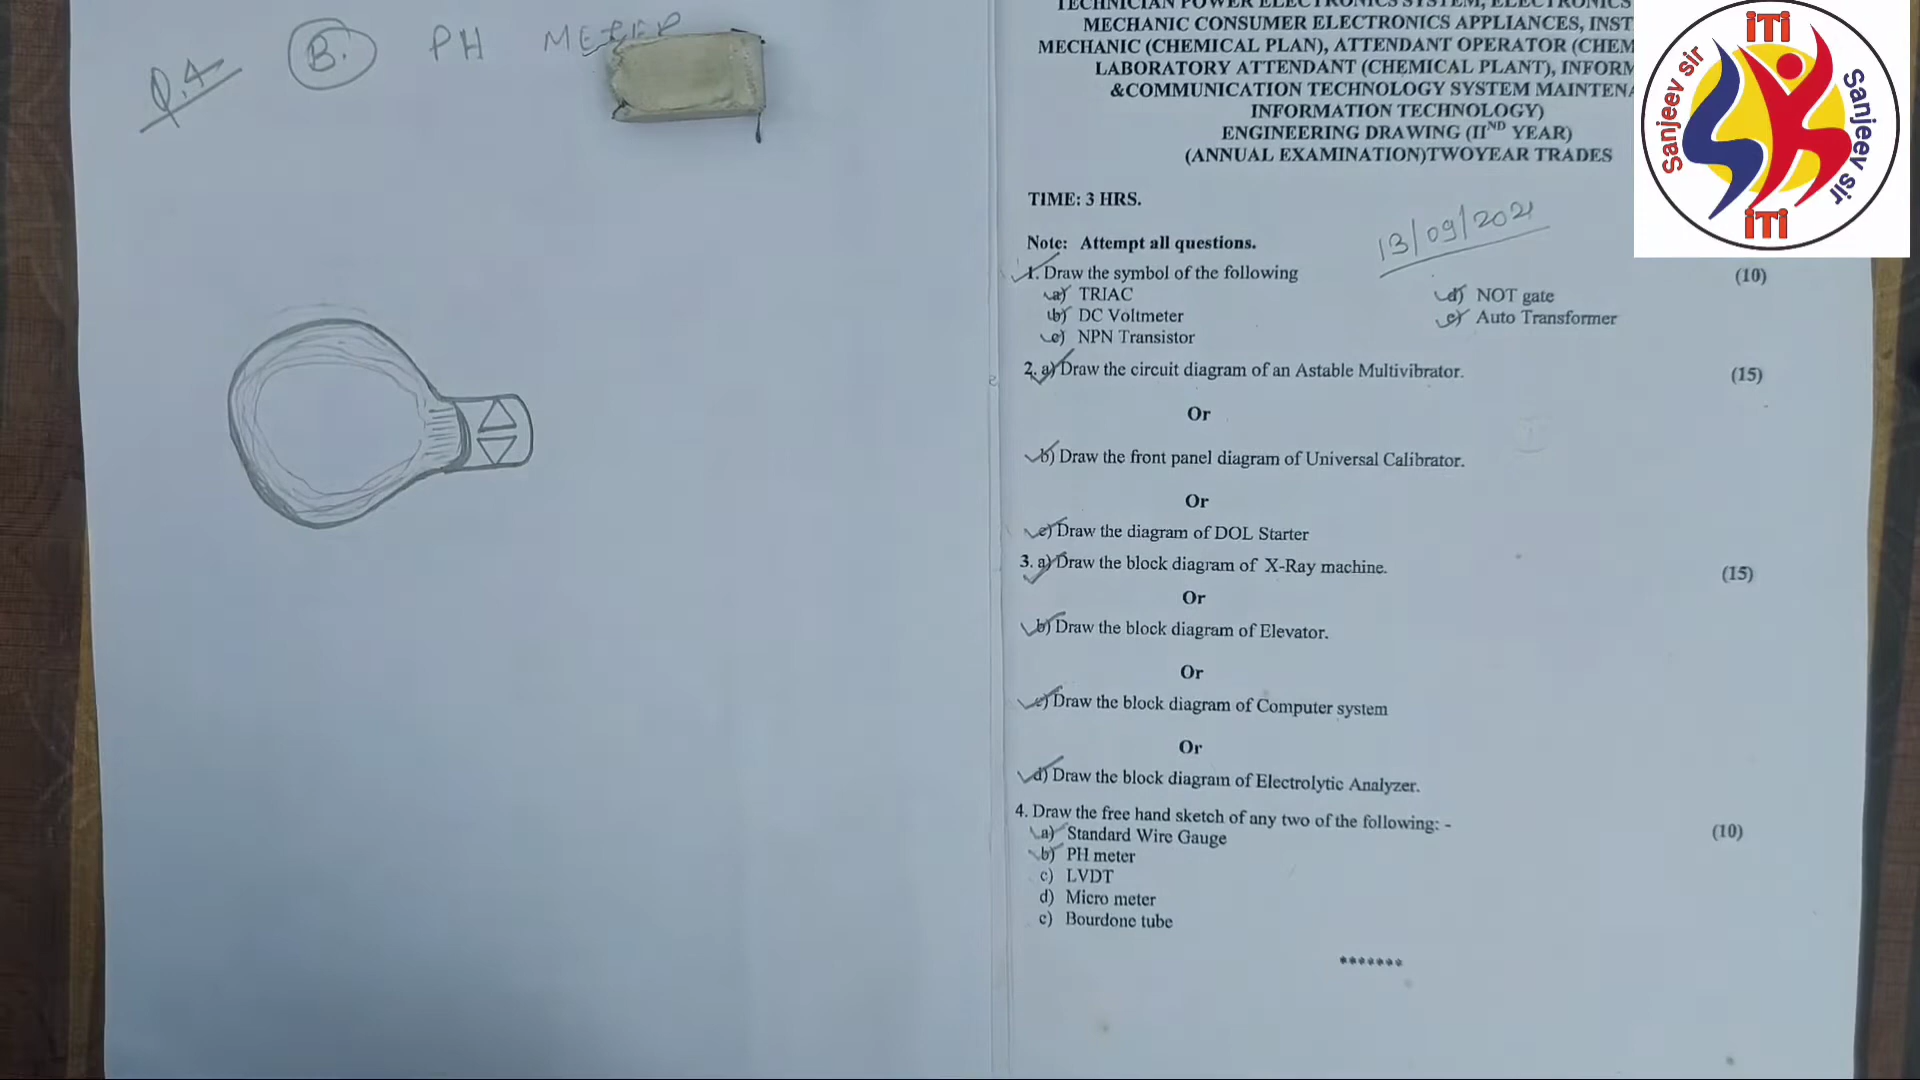 Q.4 B. PH METER
TECHNICIAN POWER ELECTRONICS SYSTEM, ELECTRONICS
MECHANIC CONSUMER ELECTRONICS APPLIANCES, INST
MECHANIC (CHEMICAL PLAN), ATTENDANT OPERATOR (CHEM
LABORATORY ATTENDANT (CHEMICAL PLANT), INFORM
&COMMUNICATION TECHNOLOGY SYSTEM MAINTENA
INFORMATION TECHNOLOGY)
ENGINEERING DRAWING (IIND YEAR)
(ANNUAL EXAMINATION)TWOYEAR TRADES
TIME: 3 HRS.
13/09/2021
Note: Attempt all questions.
1. Draw the symbol of the following (10)
a) TRIAC d) NOT gate
b) DC Voltmeter e) Auto Transformer
c) NPN Transistor
2. a) Draw the circuit diagram of an Astable Multivibrator. (15)
Or
b) Draw the front panel diagram of Universal Calibrator.
Or
c) Draw the diagram of DOL Starter
3. a) Draw the block diagram of X-Ray machine. (15)
Or
b) Draw the block diagram of Elevator.
Or
c) Draw the block diagram of Computer system
Or
d) Draw the block diagram of Electrolytic Analyzer.
4. Draw the free hand sketch of any two of the following: - (10)
a) Standard Wire Gauge
b) PH meter
c) LVDT
d) Micro meter
e) Bourdone tube
*******
iTi
Sanjeev sir
Sanjeev sir
iTi